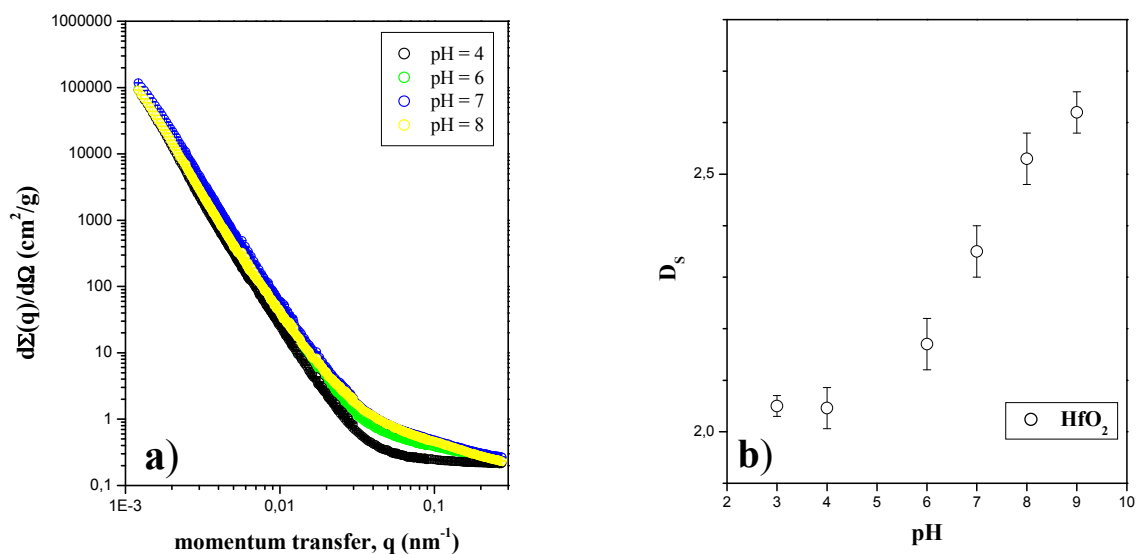 1000000
100000
10000
1000
100
10
1
0,1
dΣ(q)/dΩ (cm²/g)
pH = 4
pH = 6
pH = 7
pH = 8
a)
1E-3 0,01 0,1
momentum transfer, q (nm⁻¹)
2,5
2,0
D_S
HfO₂
b)
2 3 4 5 6 7 8 9 10
pH